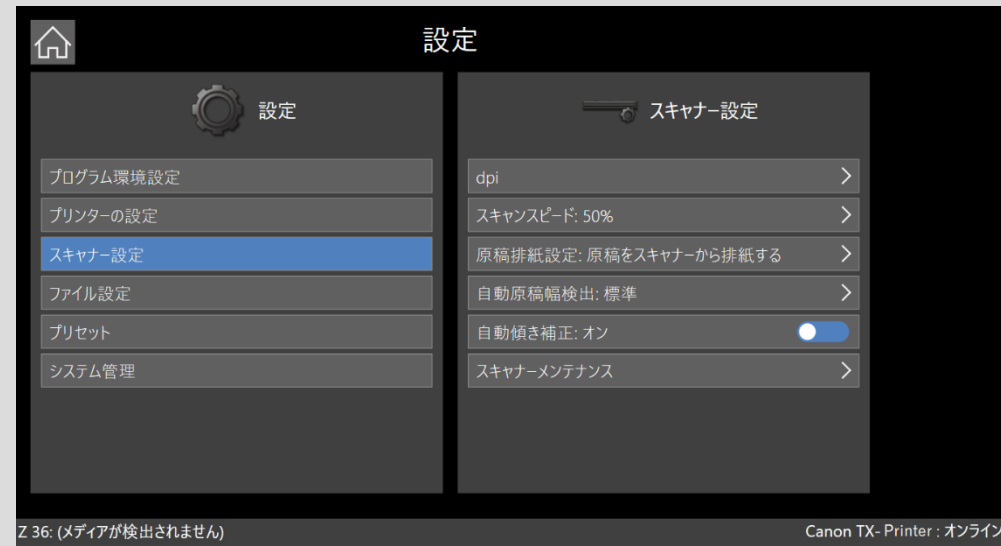 設定
設定
プログラム環境設定
プリンターの設定
スキャナー設定
ファイル設定
プリセット
システム管理
スキャナー設定
dpi
スキャンスピード: 50%
原稿排紙設定: 原稿をスキャナーから排紙する
自動原稿幅検出: 標準
自動傾き補正: オン
スキャナーメンテナンス
Z 36: (メディアが検出されません)
Canon TX- Printer : オンライン